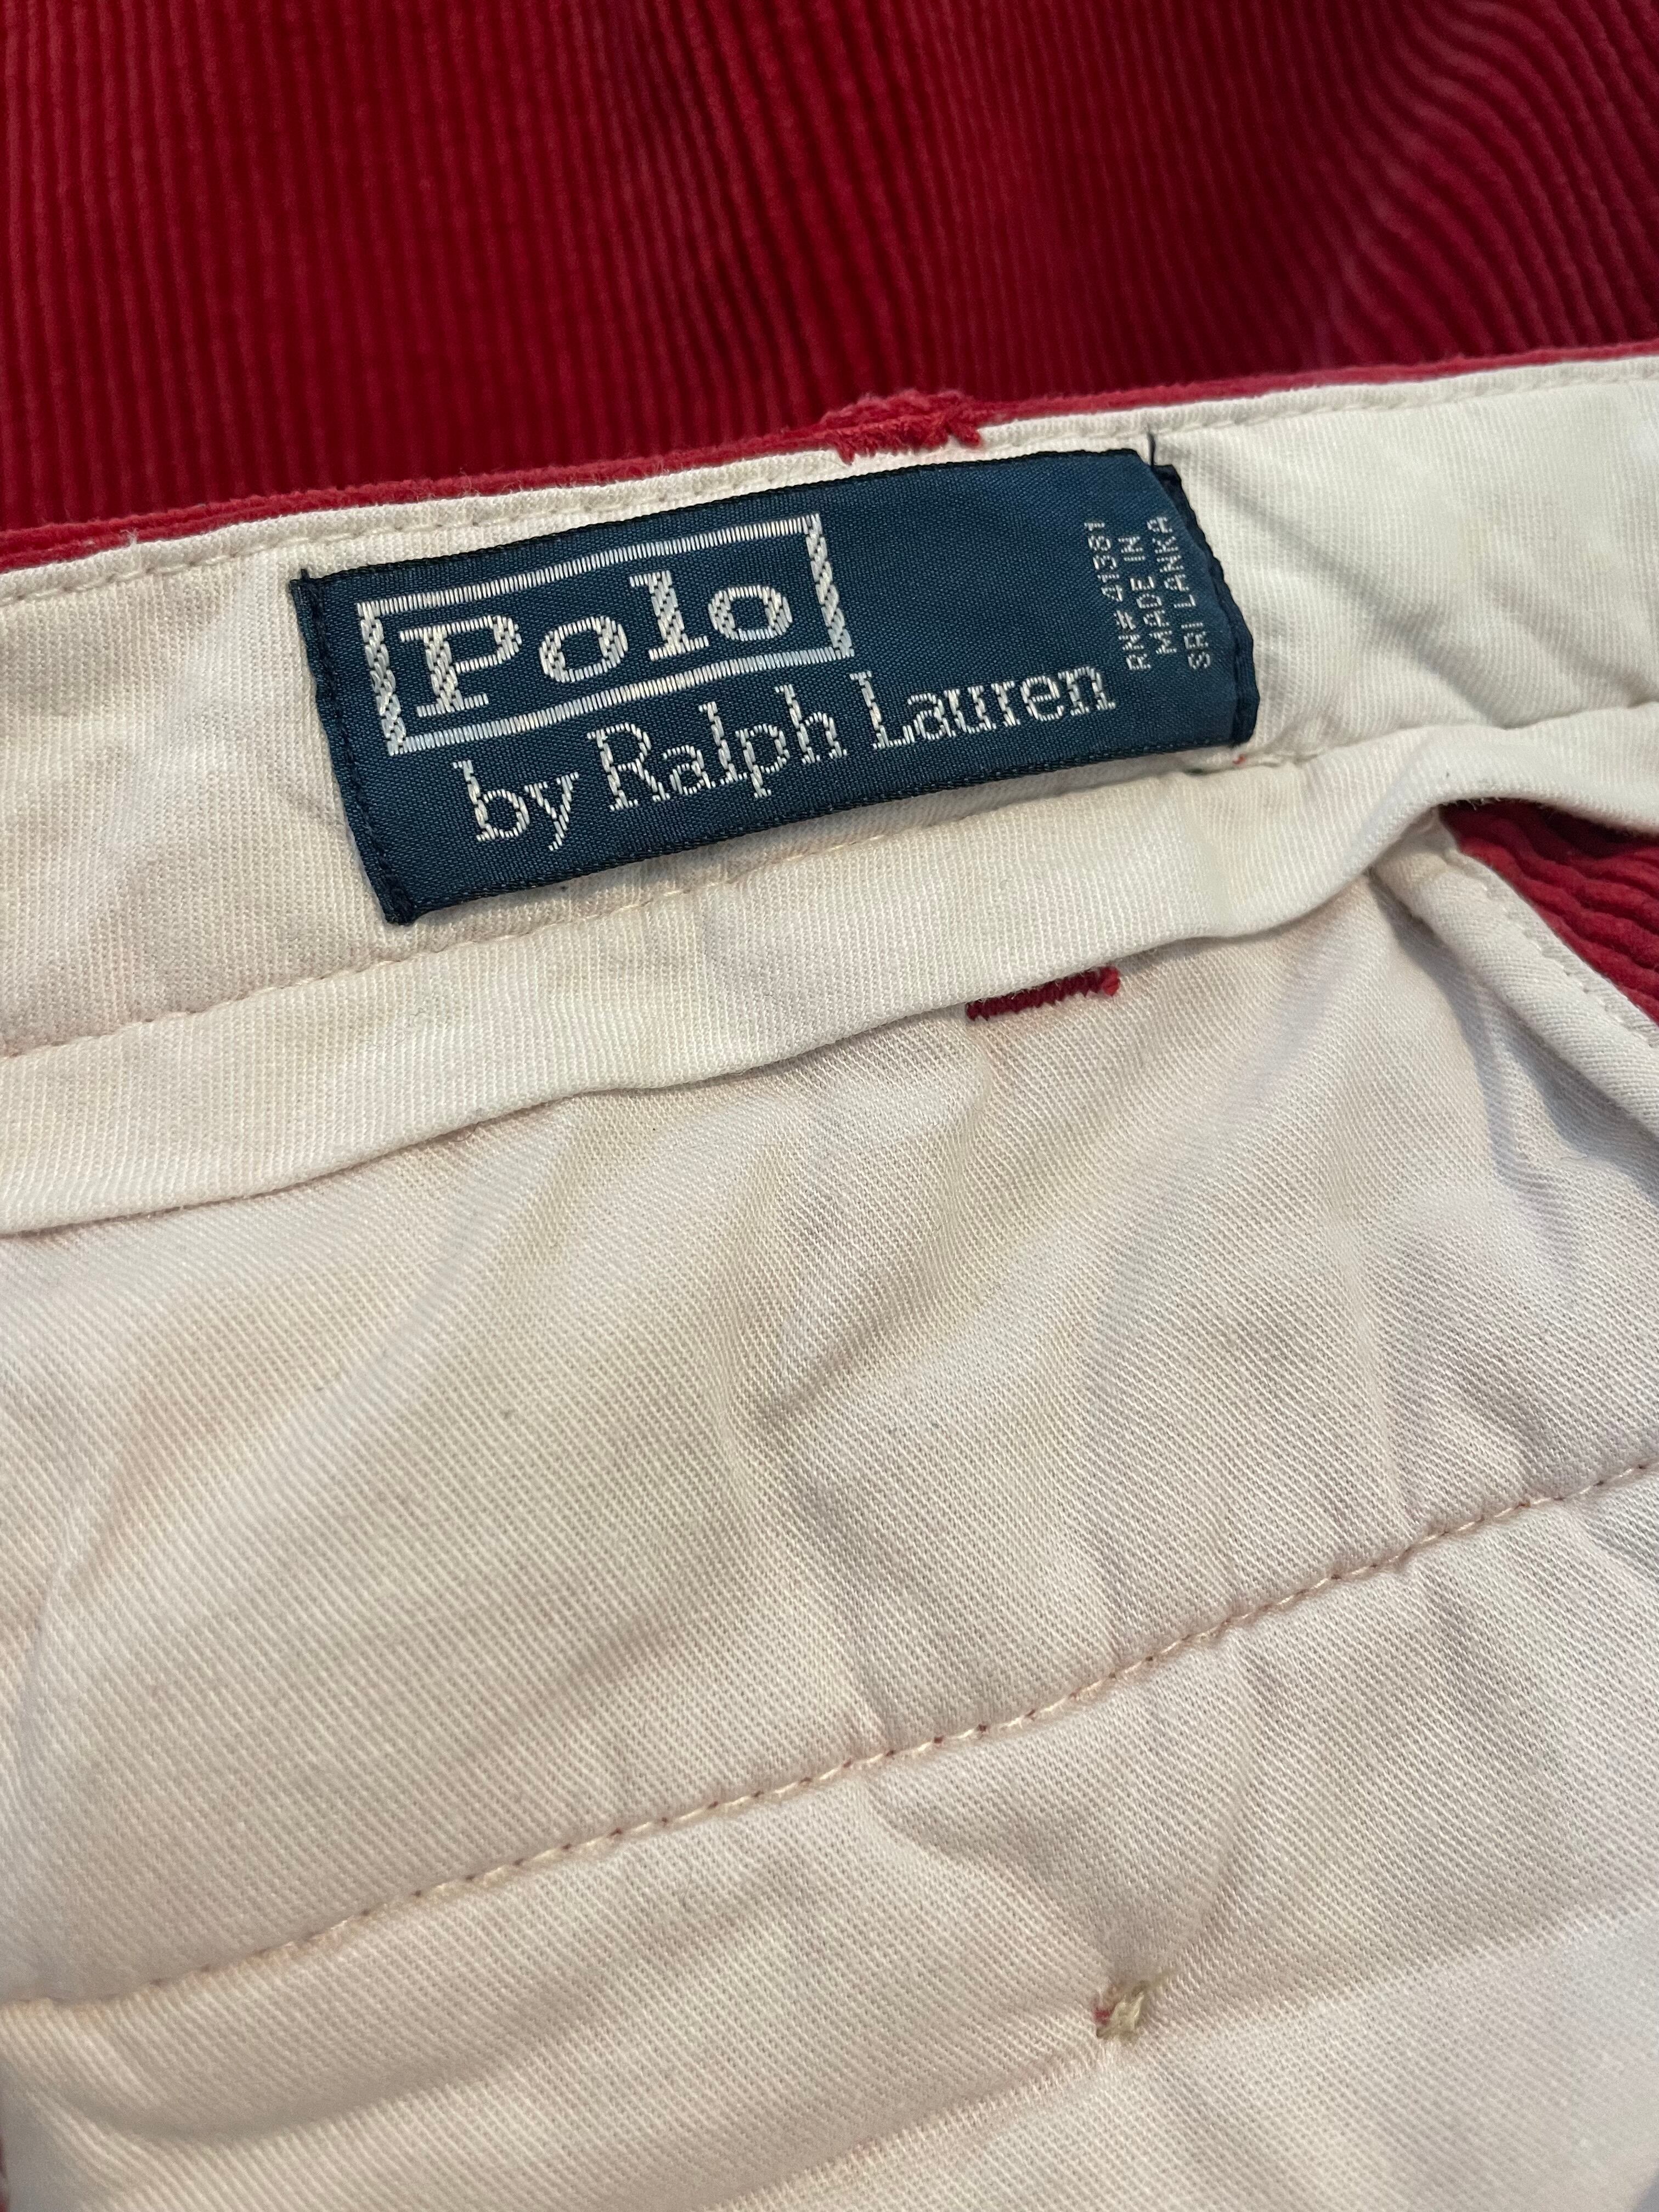 Polo
by Ralph Lauren
RN# 41381
MADE IN
SRI LANKA